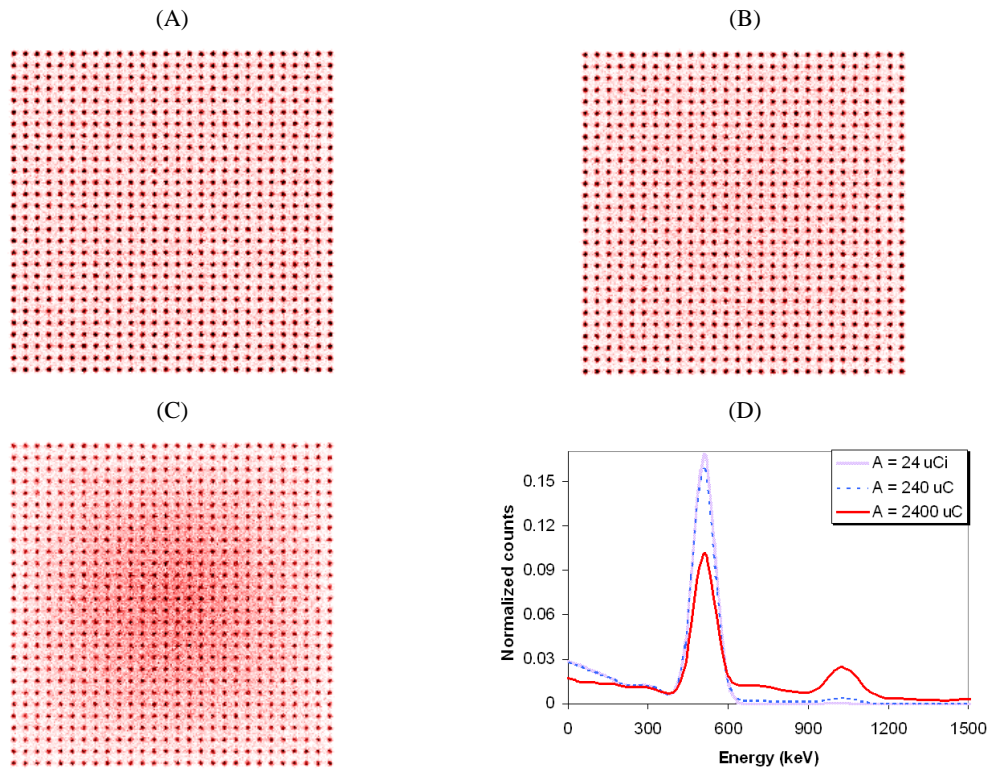 (A)
(B)
(C)
(D)
A = 24 uCi
A = 240 uC
A = 2400 uC
Normalized counts
0.15
0.12
0.09
0.06
0.03
0
0 300 600 900 1200 1500
Energy (keV)